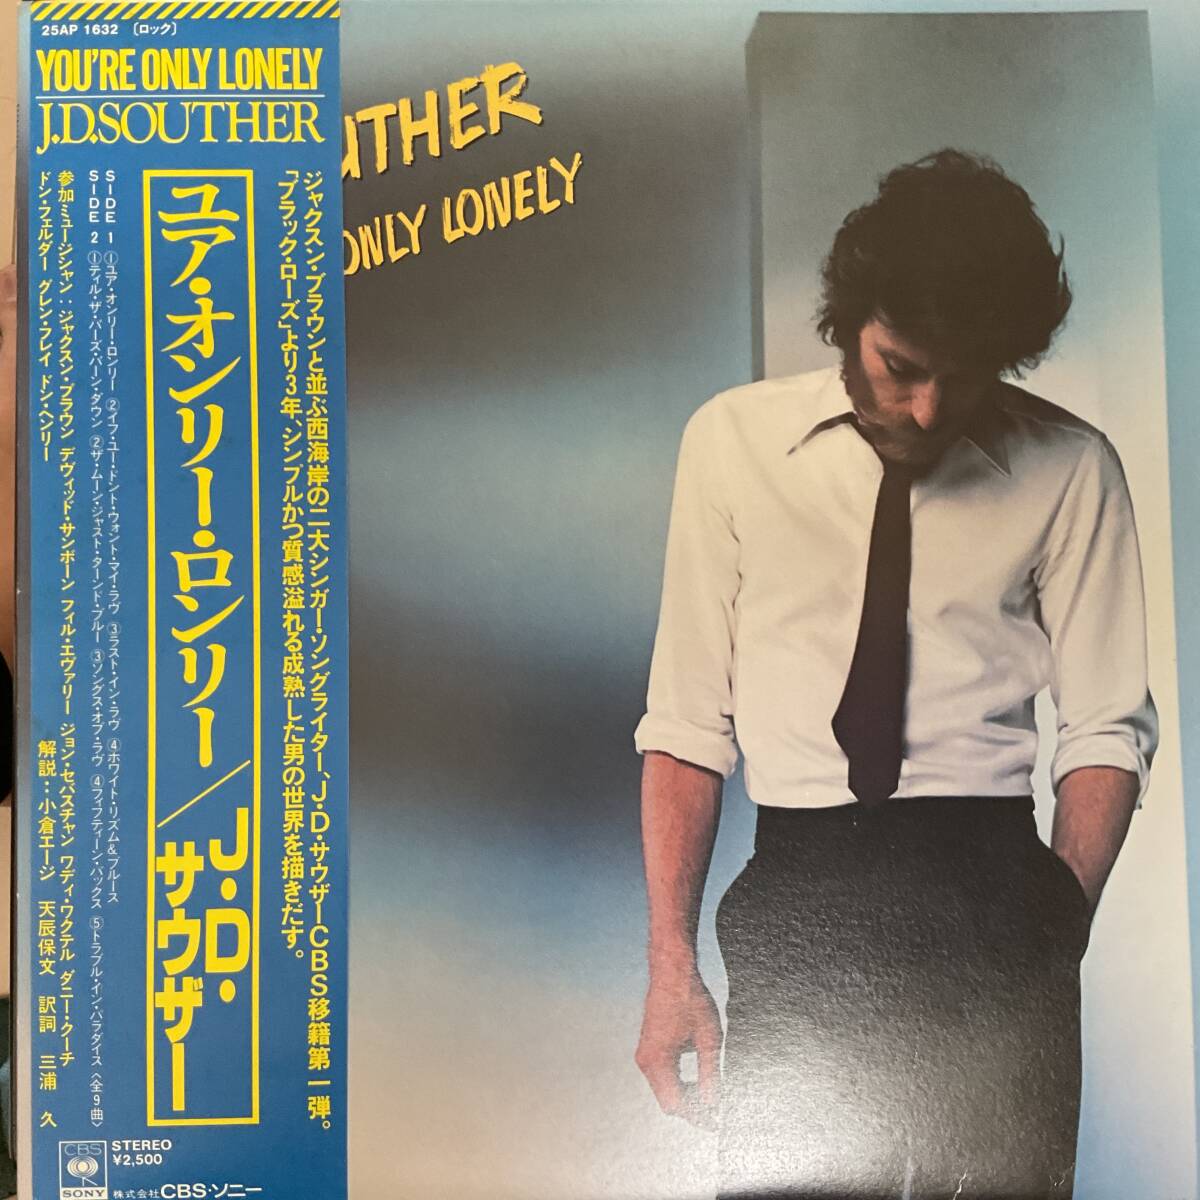 25AP 1632 〔ロック〕
YOU'RE ONLY LONELY
J.D.SOUTHER
ジャクスン・ブラウンと並ぶ西海岸の二大シンガー・ソングライター、J・D・サウザーCBS移籍第一弾。
「ブラック・ローズ」より3年、シンプルかつ質感溢れる成熟した男の世界を描きだす。
ユア・オンリー・ロンリー/J.D.サウザー
SIDE 1 ①ユア・オンリー・ロンリー ②イフ・ユー・ドント・ウォント・マイ・ラヴ ③ラスト・イン・ラヴ ④ホワイト・リズム&ブルース
SIDE 2 ①ティル・ザ・バーズ・バーン・ダウン ②ザ・ムーン・ジャスト・ターンド・ブルー ③ソングス・オブ・ラヴ ④フィフティーン・バックス ⑤トラブル・イン・パラダイス 〈全9曲〉
参加ミュージシャン:ジャクスン・ブラウン デヴィッド・サンボーン フィル・エヴァリー ジョン・セバスチャン ワディ・ワクテル ダニー・クーチ
ドン・フェルダー グレン・フレイ ドン・ヘンリー
解説:小倉エージ 天辰保文 訳詞 三浦 久
CBS
SONY
STEREO
¥2,500
株式会社CBS・ソニー
UTHER
ONLY LONELY